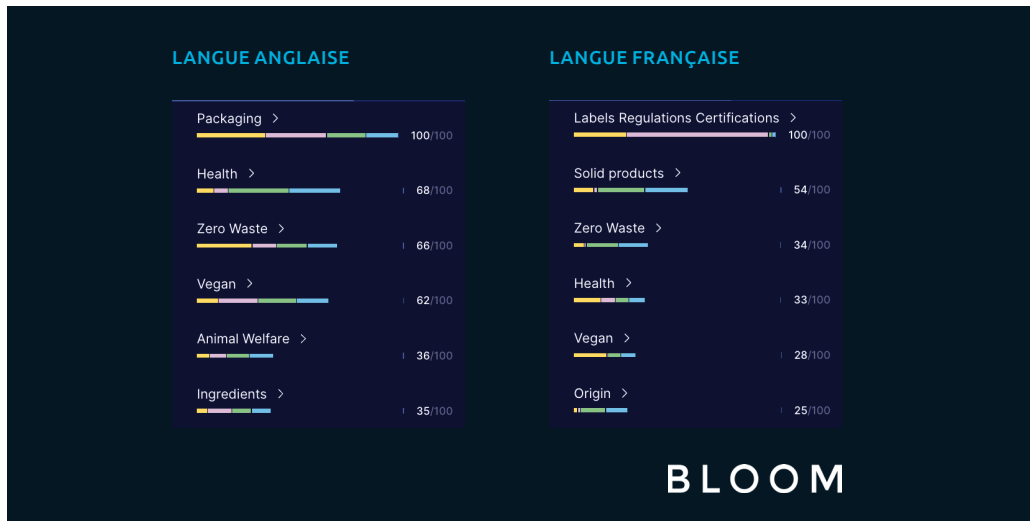 LANGUE ANGLAISE
Packaging >
100/100
Health >
68/100
Zero Waste >
66/100
Vegan >
62/100
Animal Welfare >
36/100
Ingredients >
35/100
LANGUE FRANÇAISE
Labels Regulations Certifications >
100/100
Solid products >
54/100
Zero Waste >
34/100
Health >
33/100
Vegan >
28/100
Origin >
25/100
BLOOM